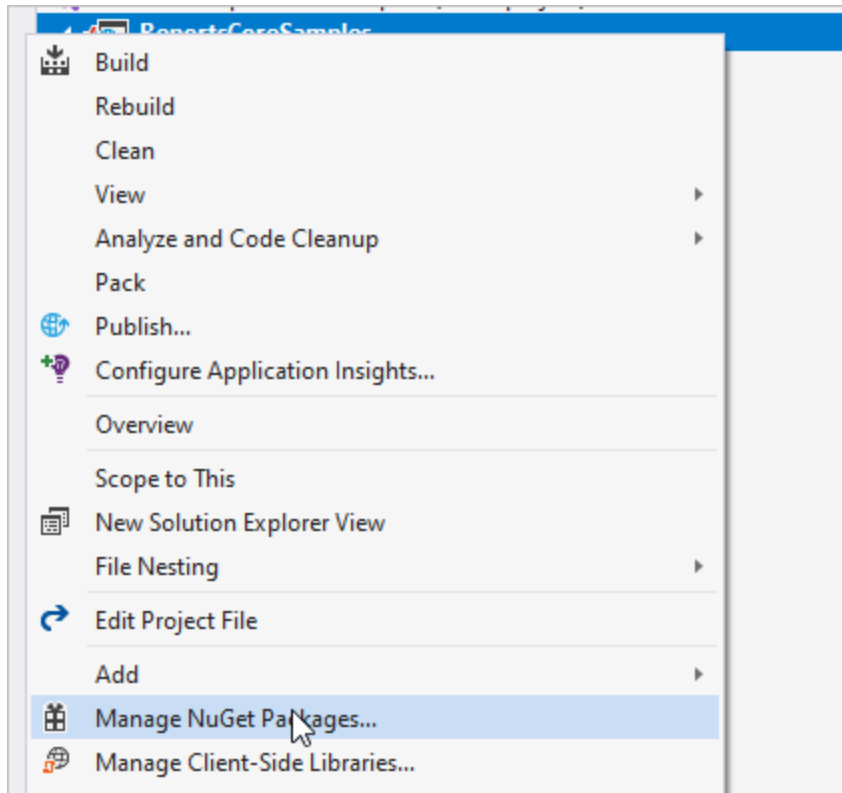 ReportsCoreSamples
Build
Rebuild
Clean
View
Analyze and Code Cleanup
Pack
Publish...
Configure Application Insights...
Overview
Scope to This
New Solution Explorer View
File Nesting
Edit Project File
Add
Manage NuGet Packages...
Manage Client-Side Libraries...